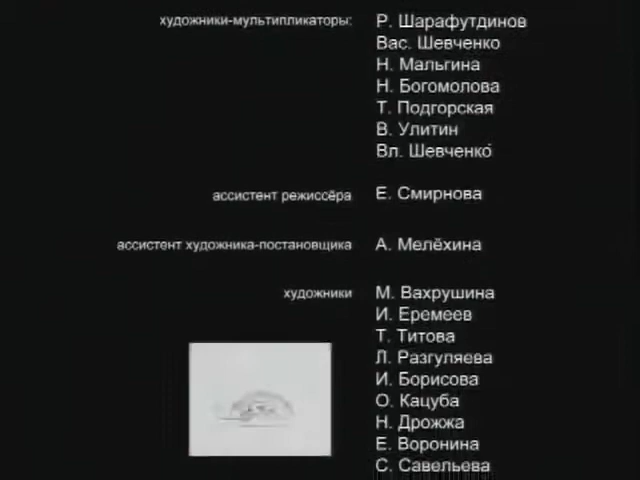 художники-мультипликаторы: Р. Шарафутдинов
Вас. Шевченко
Н. Мальгина
Н. Богомолова
Т. Подгорская
В. Улитин
Вл. Шевченко
ассистент режиссёра Е. Смирнова
ассистент художника-постановщика А. Мелёхина
художники М. Вахрушина
И. Еремеев
Т. Титова
Л. Разгуляева
И. Борисова
О. Кацуба
Н. Дрожжа
Е. Воронина
С. Савельева